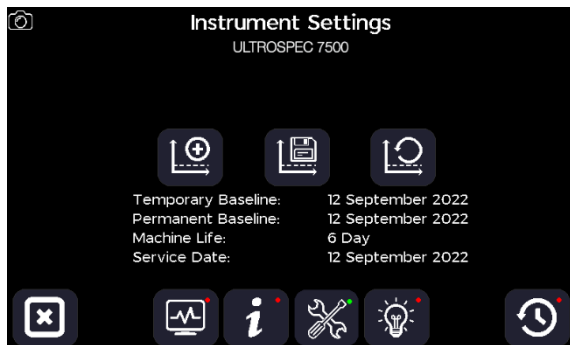 Instrument Settings
ULTROSPEC 7500
Temporary Baseline: 12 September 2022
Permanent Baseline: 12 September 2022
Machine Life: 6 Day
Service Date: 12 September 2022